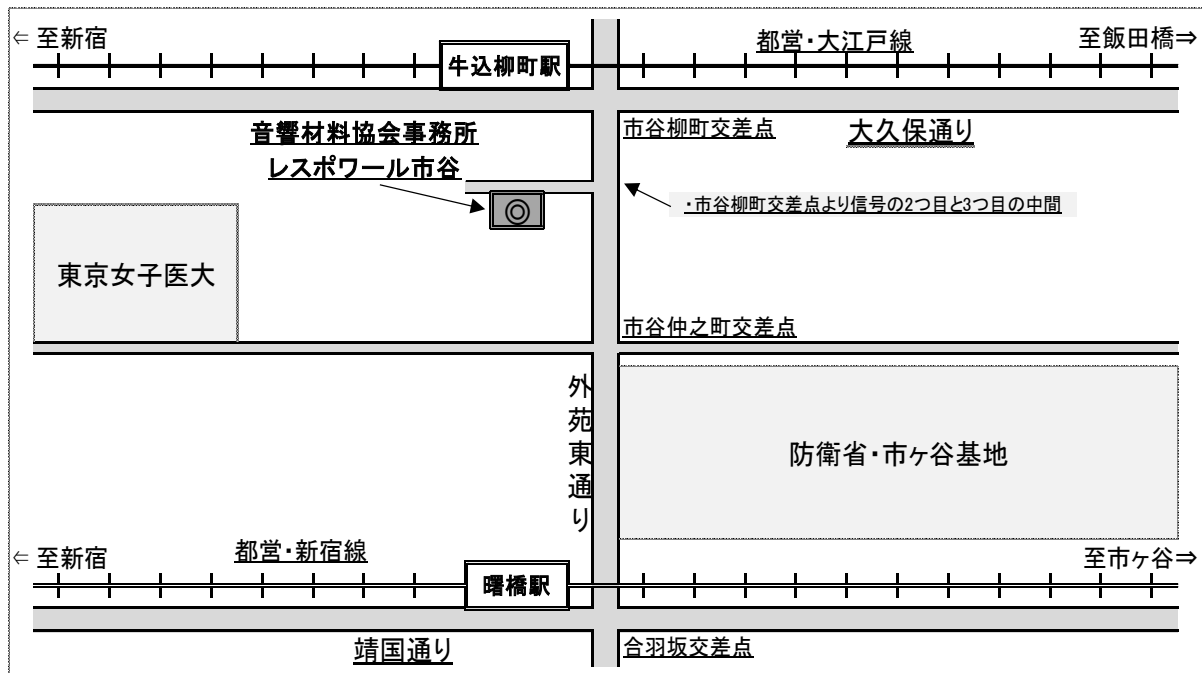 ⇐ 至新宿
都営・大江戸線
至飯田橋⇒
牛込柳町駅
音響材料協会事務所
レスポワール市谷
市谷柳町交差点
大久保通り
・市谷柳町交差点より信号の2つ目と3つ目の中間
◎
東京女子医大
市谷仲之町交差点
外苑東通り
防衛省・市ヶ谷基地
⇐ 至新宿
都営・新宿線
至市ヶ谷⇒
曙橋駅
靖国通り
合羽坂交差点